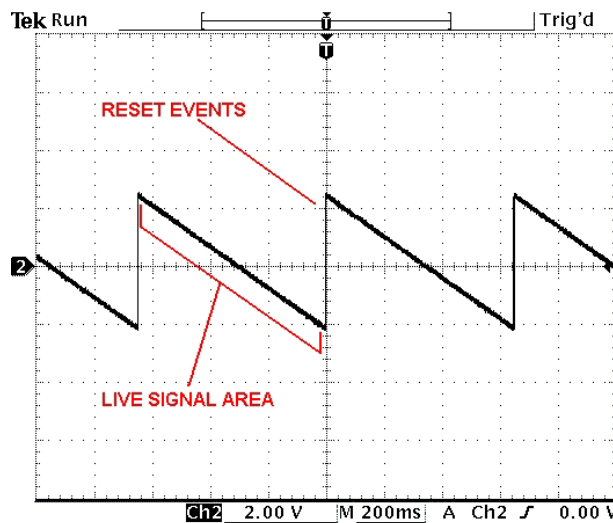 Tek Run Trig'd
T
T
RESET EVENTS
2
LIVE SIGNAL AREA
Ch2 2.00 V M 200ms A Ch2 0.00 V